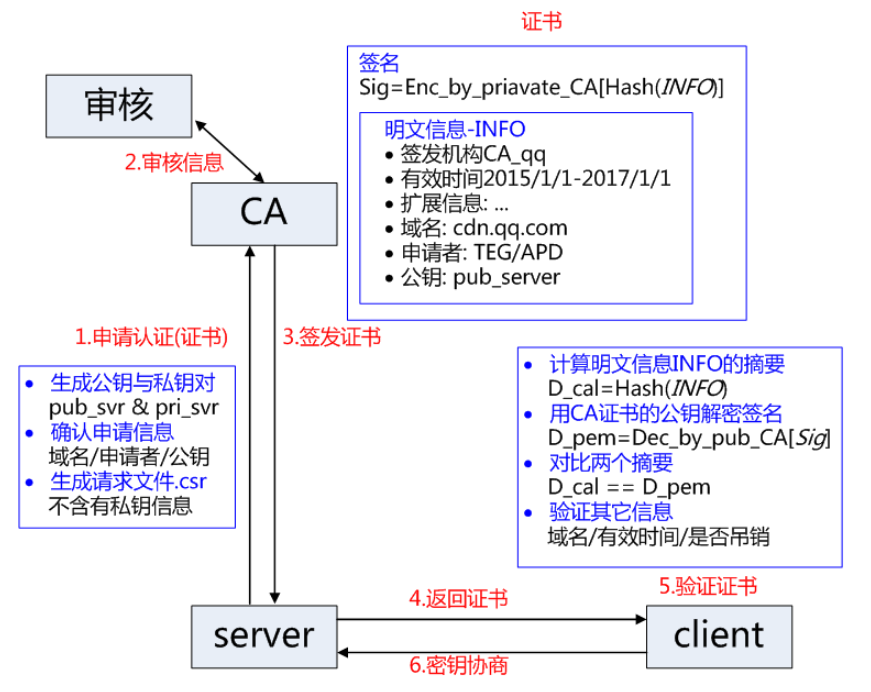 证书
签名
Sig=Enc_by_priavate_CA[Hash(INFO)]
明文信息-INFO
• 签发机构CA_qq
• 有效时间2015/1/1-2017/1/1
• 扩展信息: ...
• 域名: cdn.qq.com
• 申请者: TEG/APD
• 公钥: pub_server
审核
2.审核信息
CA
1.申请认证(证书)
3.签发证书
• 生成公钥与私钥对
pub_svr & pri_svr
• 确认申请信息
域名/申请者/公钥
• 生成请求文件.csr
不含有私钥信息
• 计算明文信息INFO的摘要
D_cal=Hash(INFO)
• 用CA证书的公钥解密签名
D_pem=Dec_by_pub_CA[Sig]
• 对比两个摘要
D_cal == D_pem
• 验证其它信息
域名/有效时间/是否吊销
server
4.返回证书
5.验证证书
client
6.密钥协商